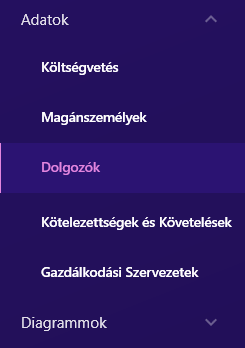 Adatok
Költségvetés
Magánszemélyek
Dolgozók
Kötelezettségek és Követelések
Gazdálkodási Szervezetek
Diagrammok